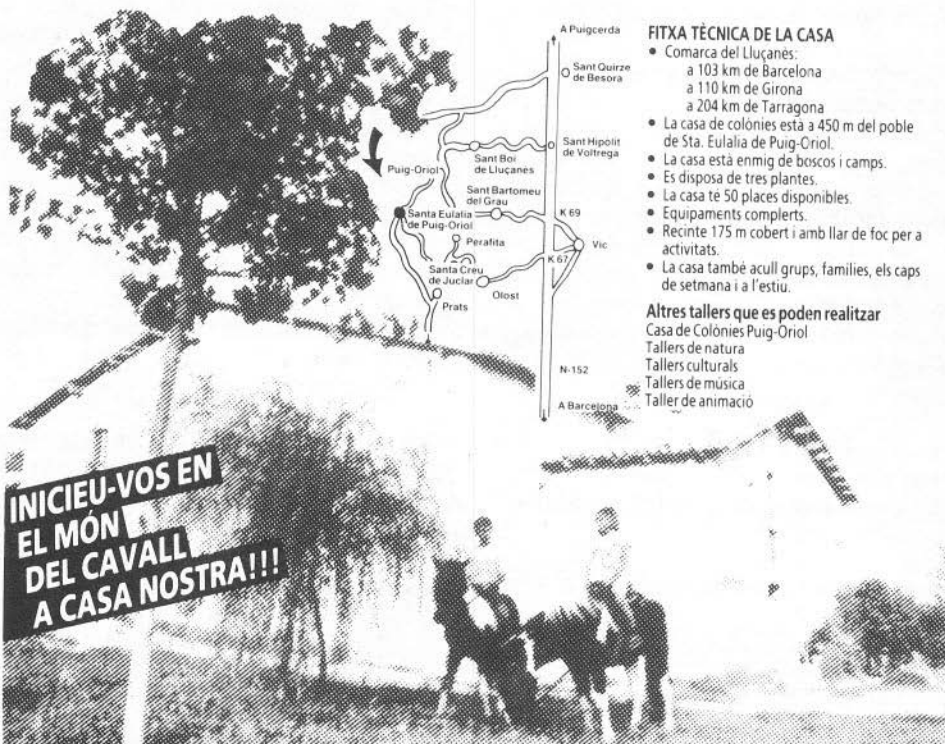 A Puigcerdà
Sant Quirze
de Besora
Sant Hipòlit
de Voltregà
Sant Boi
de Lluçanès
Puig-Oriol
Sant Bartomeu
del Grau
Santa Eulàlia
de Puig-Oriol
K 69
Perafita
Vic
K 67
Santa Creu
de Juclar
Olost
Prats
N-152
A Barcelona
FITXA TÈCNICA DE LA CASA
• Comarca del Lluçanès:
a 103 km de Barcelona
a 110 km de Girona
a 204 km de Tarragona
• La casa de colònies està a 450 m del poble
de Sta. Eulalia de Puig-Oriol.
• La casa està enmig de boscos i camps.
• Es disposa de tres plantes.
• La casa té 50 places disponibles.
• Equipaments complerts.
• Recinte 175 m cobert i amb llar de foc per a
activitats.
• La casa també acull grups, famílies, els caps
de setmana i a l'estiu.
Altres tallers que es poden realitzar
Casa de Colònies Puig-Oriol
Tallers de natura
Tallers culturals
Tallers de música
Taller de animació
INICIEU-VOS EN
EL MÓN
DEL CAVALL
A CASA NOSTRA!!!